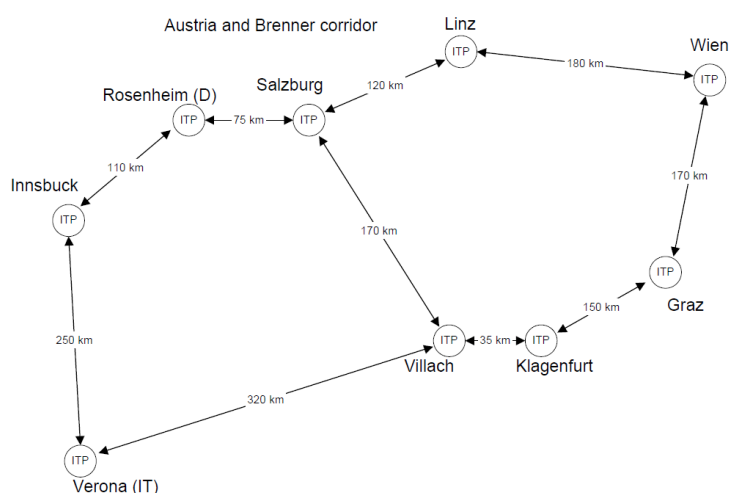 Austria and Brenner corridor
Linz
ITP
180 km
Wien
ITP
120 km
Salzburg
ITP
75 km
Rosenheim (D)
ITP
110 km
Innsbuck
ITP
170 km
170 km
ITP
Graz
150 km
250 km
ITP
35 km
ITP
Villach
Klagenfurt
320 km
ITP
Verona (IT)